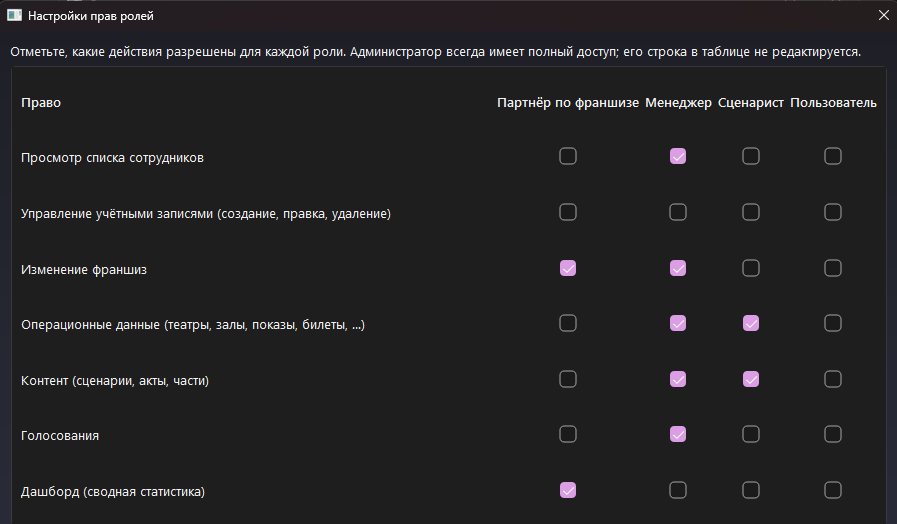 Настройки прав ролей
Отметьте, какие действия разрешены для каждой роли. Администратор всегда имеет полный доступ; его строка в таблице не редактируется.
Право Партнёр по франшизе Менеджер Сценарист Пользователь
Просмотр списка сотрудников
Управление учётными записями (создание, правка, удаление)
Изменение франшиз
Операционные данные (театры, залы, показы, билеты, ...)
Контент (сценарии, акты, части)
Голосования
Дашборд (сводная статистика)